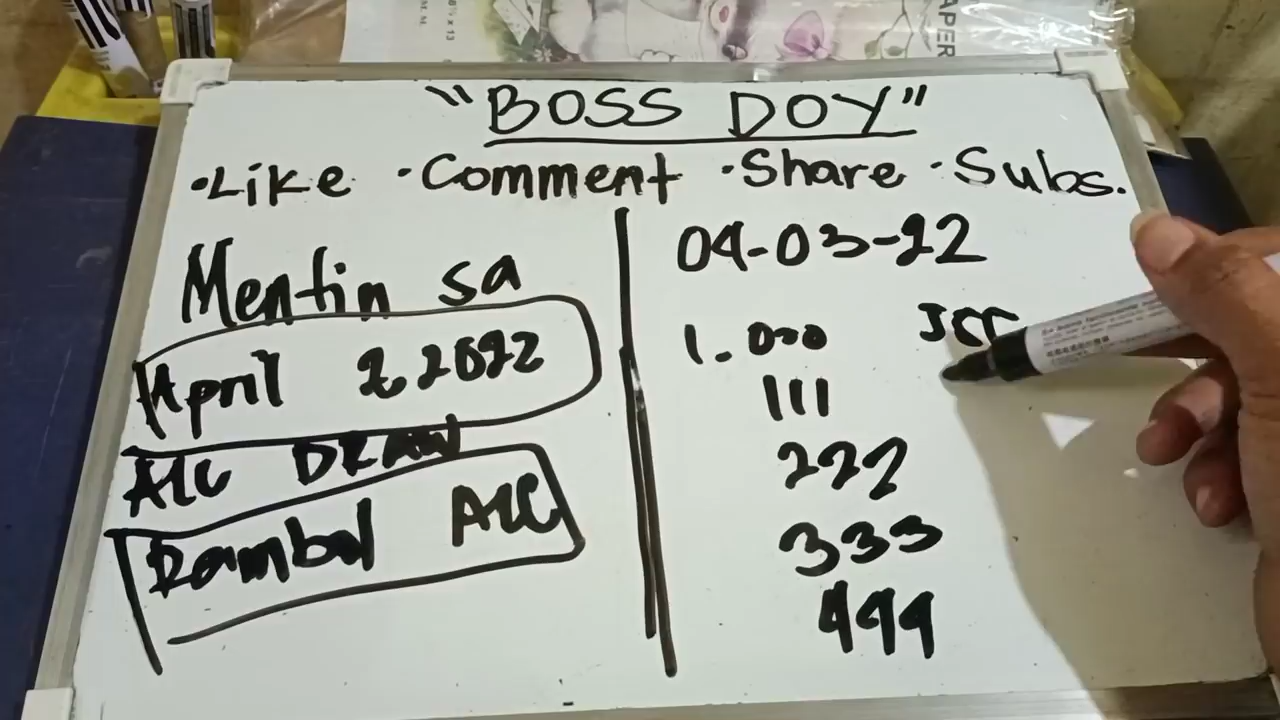 PAPER
"BOSS DOY"
·Like ·Comment ·Share ·Subs.
Mentin sa
April 2 2022
ALC DRAW
Rambol ALC
04-03-22
1. 000
111
222
333
444